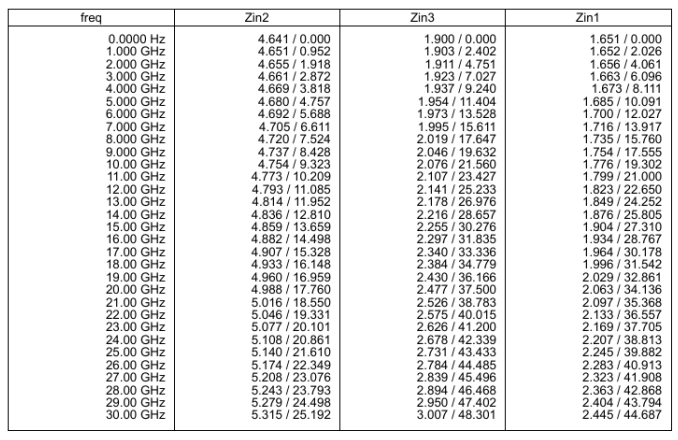 freq Zin2 Zin3 Zin1
0.0000 Hz 4.641 / 0.000 1.900 / 0.000 1.651 / 0.000
1.000 GHz 4.651 / 0.952 1.903 / 2.402 1.652 / 2.026
2.000 GHz 4.655 / 1.918 1.911 / 4.751 1.656 / 4.061
3.000 GHz 4.661 / 2.872 1.923 / 7.027 1.663 / 6.096
4.000 GHz 4.669 / 3.818 1.937 / 9.240 1.673 / 8.111
5.000 GHz 4.680 / 4.757 1.954 / 11.404 1.685 / 10.091
6.000 GHz 4.692 / 5.688 1.973 / 13.528 1.700 / 12.027
7.000 GHz 4.705 / 6.611 1.995 / 15.611 1.716 / 13.917
8.000 GHz 4.720 / 7.524 2.019 / 17.647 1.735 / 15.760
9.000 GHz 4.737 / 8.428 2.046 / 19.632 1.754 / 17.555
10.00 GHz 4.754 / 9.323 2.076 / 21.560 1.776 / 19.302
11.00 GHz 4.773 / 10.209 2.107 / 23.427 1.799 / 21.000
12.00 GHz 4.793 / 11.085 2.141 / 25.233 1.823 / 22.650
13.00 GHz 4.814 / 11.952 2.178 / 26.976 1.849 / 24.252
14.00 GHz 4.836 / 12.810 2.216 / 28.657 1.876 / 25.805
15.00 GHz 4.859 / 13.659 2.255 / 30.276 1.904 / 27.310
16.00 GHz 4.882 / 14.498 2.297 / 31.835 1.934 / 28.767
17.00 GHz 4.907 / 15.328 2.340 / 33.336 1.964 / 30.178
18.00 GHz 4.933 / 16.148 2.384 / 34.779 1.996 / 31.542
19.00 GHz 4.960 / 16.959 2.430 / 36.166 2.029 / 32.861
20.00 GHz 4.988 / 17.760 2.477 / 37.500 2.063 / 34.136
21.00 GHz 5.016 / 18.550 2.526 / 38.783 2.097 / 35.368
22.00 GHz 5.046 / 19.331 2.575 / 40.015 2.133 / 36.557
23.00 GHz 5.077 / 20.101 2.626 / 41.200 2.169 / 37.705
24.00 GHz 5.108 / 20.861 2.678 / 42.339 2.207 / 38.813
25.00 GHz 5.140 / 21.610 2.731 / 43.433 2.245 / 39.882
26.00 GHz 5.174 / 22.349 2.784 / 44.485 2.283 / 40.913
27.00 GHz 5.208 / 23.076 2.839 / 45.496 2.323 / 41.908
28.00 GHz 5.243 / 23.793 2.894 / 46.468 2.363 / 42.868
29.00 GHz 5.279 / 24.498 2.950 / 47.402 2.404 / 43.794
30.00 GHz 5.315 / 25.192 3.007 / 48.301 2.445 / 44.687